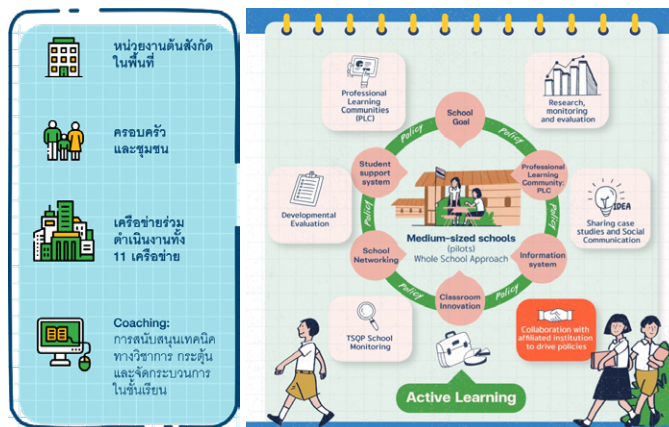 หน่วยงานต้นสังกัด
ในพื้นที่
ครอบครัว
และชุมชน
เครือข่ายร่วม
ดำเนินงานทั้ง
11 เครือข่าย
Coaching:
การสนับสนุนเทคนิค
ทางวิชาการ กระตุ้น
และจัดกระบวนการ
ในชั้นเรียน
Professional
Learning
Communities
(PLC)
Research,
monitoring
and evaluation
School
Goal
Policy
Policy
Student
support
system
Professional
Learning
Community:
PLC
Developmental
Evaluation
IDEA
Sharing case
studies and Social
Communication
Policy
Policy
Medium-sized schools
(pilots)
Whole School Approach
School
Networking
Information
system
Classroom
Innovation
Policy
Policy
TSQP School
Monitoring
Collaboration with
affiliated institution
to drive policies
Active Learning